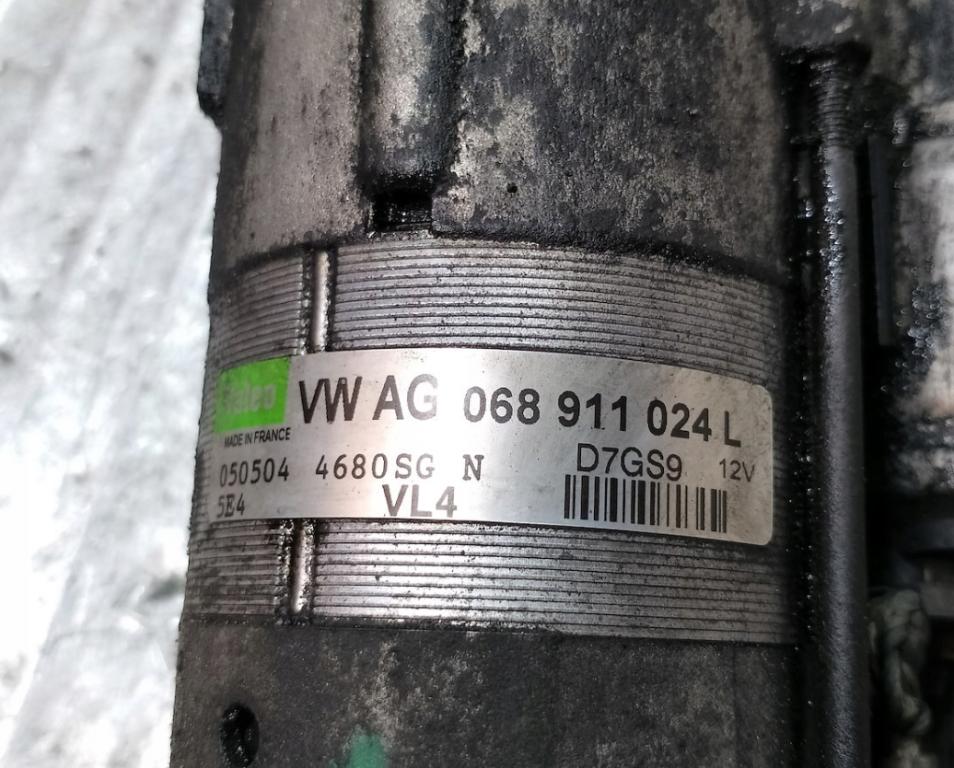 Valeo VW AG 068 911 024 L
MADE IN FRANCE
D7GS9 12V
050504 4680SG N
5E4 VL4